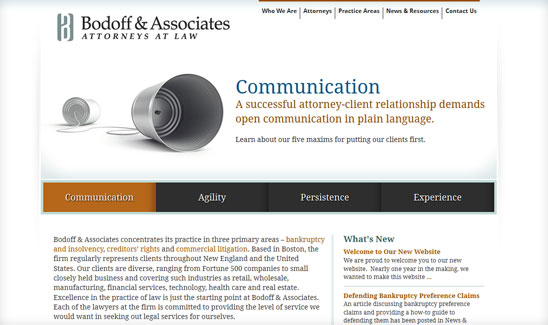 Bodoff & Associates
ATTORNEYS AT LAW
Who We Are
Attorneys
Practice Areas
News & Resources
Contact Us
Communication
A successful attorney-client relationship demands
open communication in plain language.
Learn about our five maxims for putting our clients first.
Communication
Agility
Persistence
Experience
Bodoff & Associates concentrates its practice in three primary areas – bankruptcy
and insolvency, creditors' rights and commercial litigation. Based in Boston, the
firm regularly represents clients throughout New England and the United
States. Our clients are diverse, ranging from Fortune 500 companies to small
closely held business and covering such industries as retail, wholesale,
manufacturing, financial services, technology, health care and real estate.
Excellence in the practice of law is just the starting point at Bodoff & Associates.
Each of the lawyers at the firm is committed to providing the level of service we
would want in seeking out legal services for ourselves.
What's New
Welcome to Our New Website
We are proud to welcome you to our new
website. Nearly one year in the making, we
wanted to make this website ...
Defending Bankruptcy Preference Claims
An article discussing bankruptcy preference
claims and providing a how-to guide to
defending them has been posted in News &